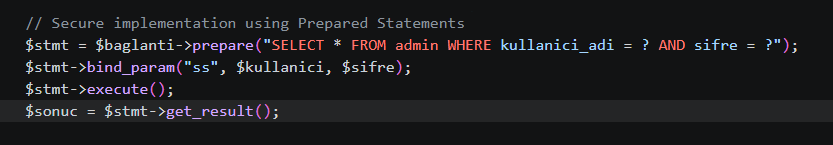 // Secure implementation using Prepared Statements
$stmt = $baglanti->prepare("SELECT * FROM admin WHERE kullanici_adi = ? AND sifre = ?");
$stmt->bind_param("ss", $kullanici, $sifre);
$stmt->execute();
$sonuc = $stmt->get_result();